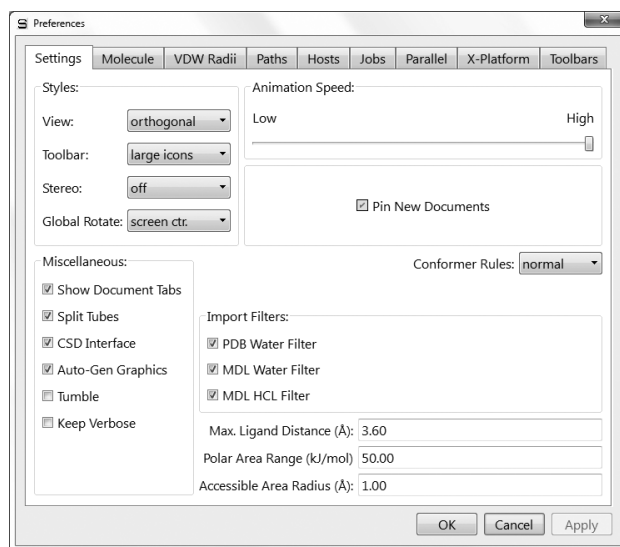 Preferences
Settings Molecule VDW Radii Paths Hosts Jobs Parallel X-Platform Toolbars
Styles:
View: orthogonal
Toolbar: large icons
Stereo: off
Global Rotate: screen ctr.
Animation Speed:
Low High
Pin New Documents
Miscellaneous:
Show Document Tabs
Split Tubes
CSD Interface
Auto-Gen Graphics
Tumble
Keep Verbose
Conformer Rules: normal
Import Filters:
PDB Water Filter
MDL Water Filter
MDL HCL Filter
Max. Ligand Distance (Å): 3.60
Polar Area Range (kJ/mol) 50.00
Accessible Area Radius (Å): 1.00
OK Cancel Apply